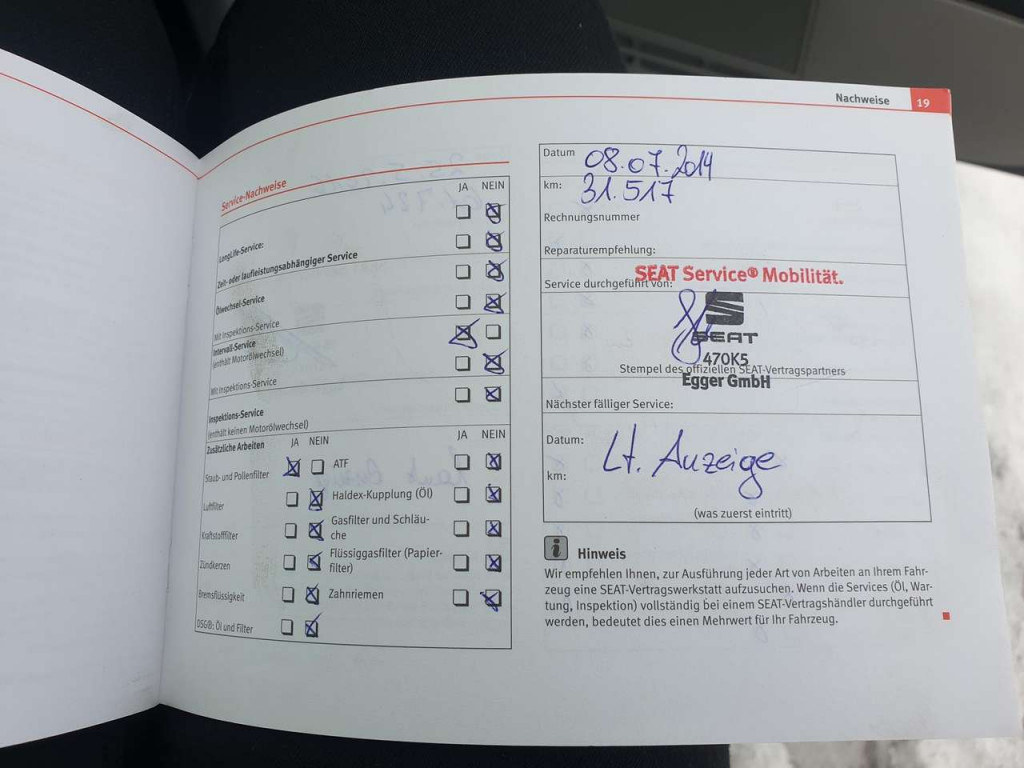 Nachweise 19
Service-Nachweise
JA NEIN
LongLife-Service:
Zeit- oder laufleistungsabhängiger Service
Ölwechsel-Service
Mit Inspektions-Service
Intervall-Service
(enthält Motorölwechsel)
Mit Inspektions-Service
Inspektions-Service
(enthält keinen Motorölwechsel)
Zusätzliche Arbeiten JA NEIN JA NEIN
Staub- und Pollenfilter ATF
Luftfilter Haldex-Kupplung (Öl)
Kraftstofffilter Gasfilter und Schläu-
che
Zündkerzen Flüssiggasfilter (Papier-
filter)
Bremsflüssigkeit Zahnriemen
DSG®: Öl und Filter
Datum 08.07.2014
km: 31.517
Rechnungsnummer
Reparaturempfehlung:
SEAT Service® Mobilität.
Service durchgeführt von:
SEAT
470K5
Stempel des offiziellen SEAT-Vertragspartners
Egger GmbH
Nächster fälliger Service:
Datum: Lt. Anzeige
km:
(was zuerst eintritt)
i Hinweis
Wir empfehlen Ihnen, zur Ausführung jeder Art von Arbeiten an Ihrem Fahr-
zeug eine SEAT-Vertragswerkstatt aufzusuchen. Wenn die Services (Öl, War-
tung, Inspektion) vollständig bei einem SEAT-Vertragshändler durchgeführt
werden, bedeutet dies einen Mehrwert für Ihr Fahrzeug.